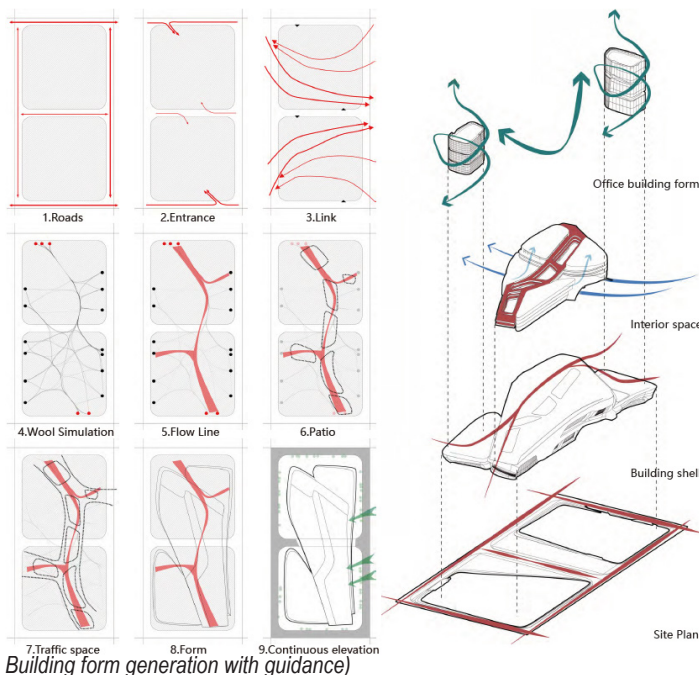 1.Roads
2.Entrance
3.Link
4.Wool Simulation
5.Flow Line
6.Patio
7.Traffic space
8.Form
9.Continuous elevation
Office building form
Interior space
Building shell
Site Plan
Building form generation with guidance)